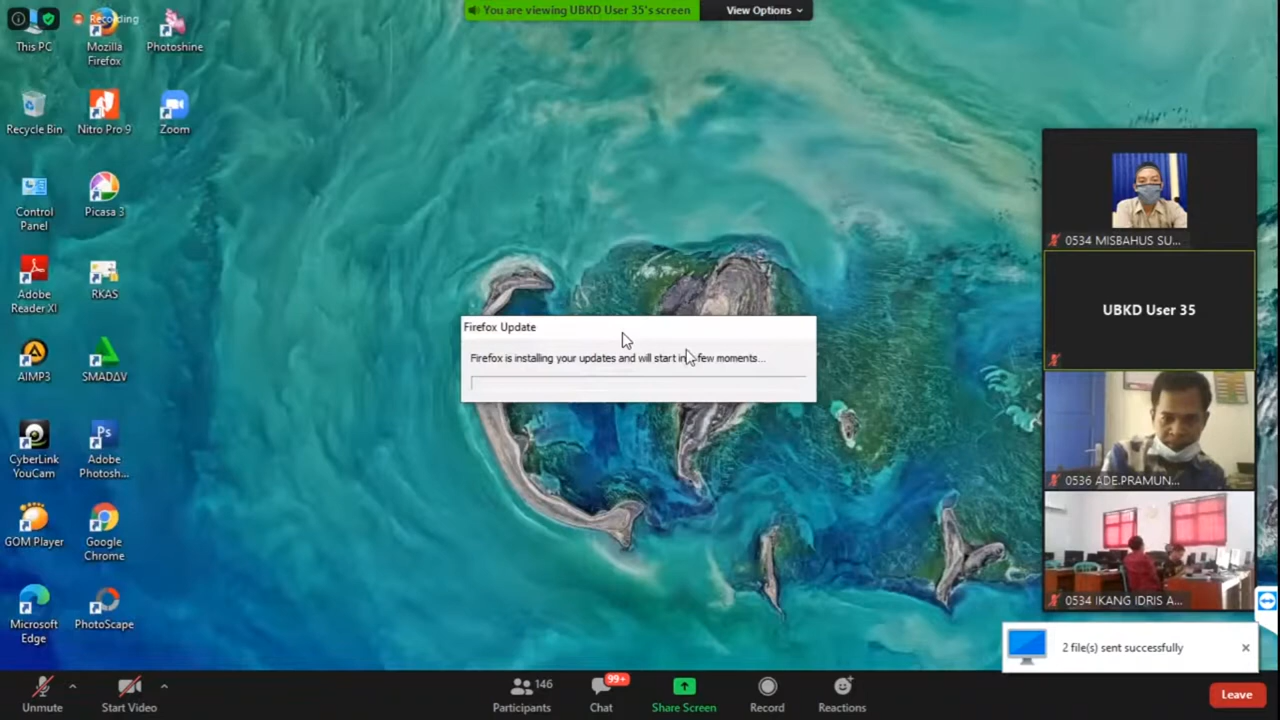 Recording
You are viewing UBKD User 35's screen
View Options
This PC
Mozilla
Firefox
Photoshine
Recycle Bin
Nitro Pro 9
Zoom
Control
Panel
Picasa 3
Adobe
Reader XI
RKAS
AIMP3
SMADΔV
CyberLink
YouCam
Ps
Adobe
Photosh...
GOM Player
Google
Chrome
Microsoft
Edge
PhotoScape
Firefox Update
Firefox is installing your updates and will start in few moments...
0534 MISBAHUS SU...
UBKD User 35
0536 ADE.PRAMUN...
0534 IKANG IDRIS A...
2 file(s) sent successfully
Unmute
Start Video
146
Participants
99+
Chat
Share Screen
Record
Reactions
Leave